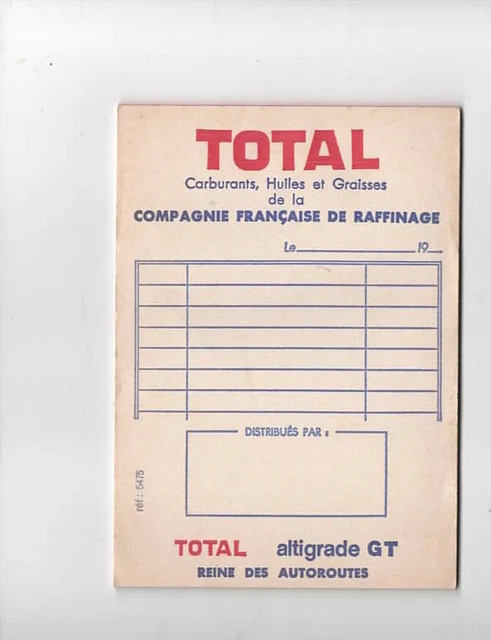 TOTAL
Carburants, Huiles et Graisses
de la
COMPAGNIE FRANÇAISE DE RAFFINAGE
Le 19
DISTRIBUÉS PAR :
réf : 5475
TOTAL altigrade GT
REINE DES AUTOROUTES